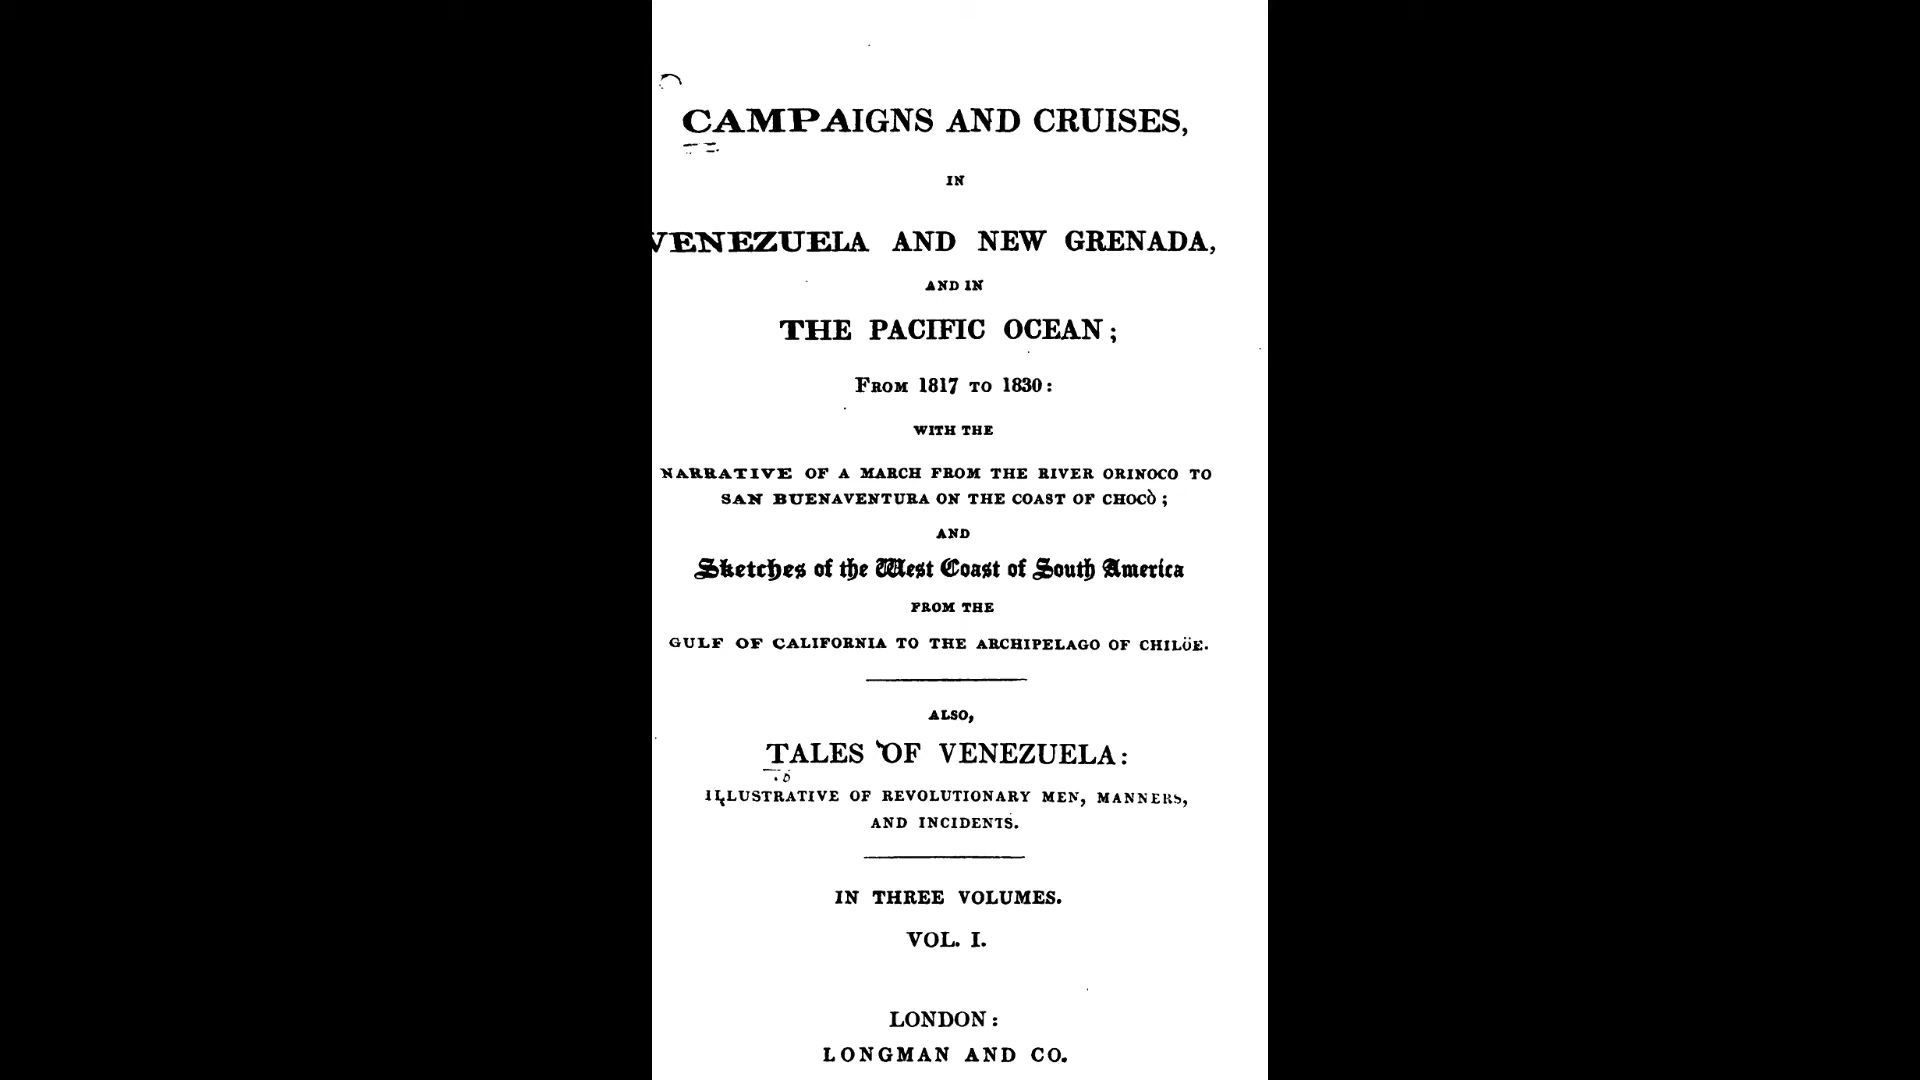 CAMPAIGNS AND CRUISES,
IN
VENEZUELA AND NEW GRENADA,
AND IN
THE PACIFIC OCEAN;
FROM 1817 TO 1830:
WITH THE
NARRATIVE OF A MARCH FROM THE RIVER ORINOCO TO
SAN BUENAVENTURA ON THE COAST OF CHOCÒ;
AND
Sketches of the West Coast of South America
FROM THE
GULF OF CALIFORNIA TO THE ARCHIPELAGO OF CHILÖE.
ALSO,
TALES OF VENEZUELA:
ILLUSTRATIVE OF REVOLUTIONARY MEN, MANNERS,
AND INCIDENTS.
IN THREE VOLUMES.
VOL. I.
LONDON:
LONGMAN AND CO.